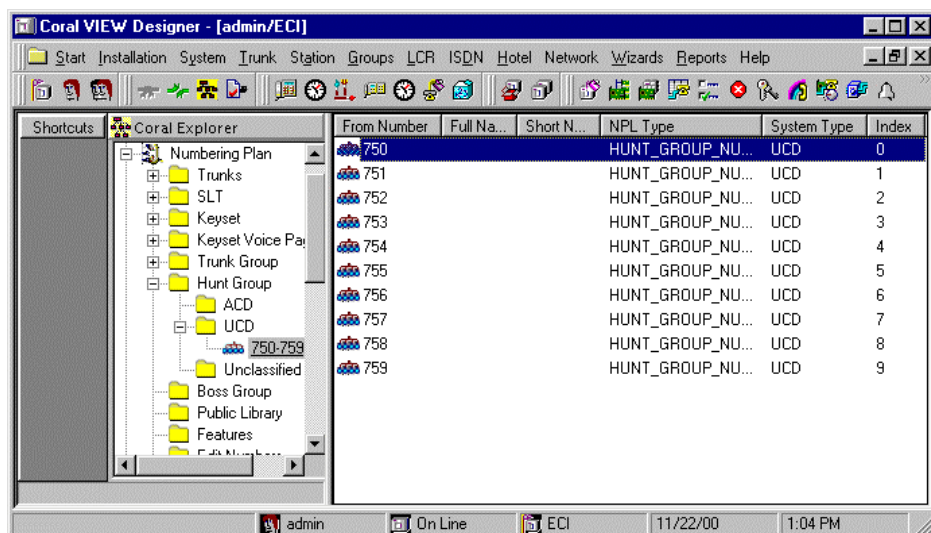 Coral VIEW Designer - [admin/ECI]
Start Installation System Trunk Station Groups LCR ISDN Hotel Network Wizards Reports Help
Shortcuts
Coral Explorer
Numbering Plan
Trunks
SLT
Keyset
Keyset Voice Pa
Trunk Group
Hunt Group
ACD
UCD
750-759
Unclassified
Boss Group
Public Library
Features
Edit Numbers
From Number Full Na... Short N... NPL Type System Type Index
750 HUNT_GROUP_NU... UCD 0
751 HUNT_GROUP_NU... UCD 1
752 HUNT_GROUP_NU... UCD 2
753 HUNT_GROUP_NU... UCD 3
754 HUNT_GROUP_NU... UCD 4
755 HUNT_GROUP_NU... UCD 5
756 HUNT_GROUP_NU... UCD 6
757 HUNT_GROUP_NU... UCD 7
758 HUNT_GROUP_NU... UCD 8
759 HUNT_GROUP_NU... UCD 9
admin On Line ECI 11/22/00 1:04 PM